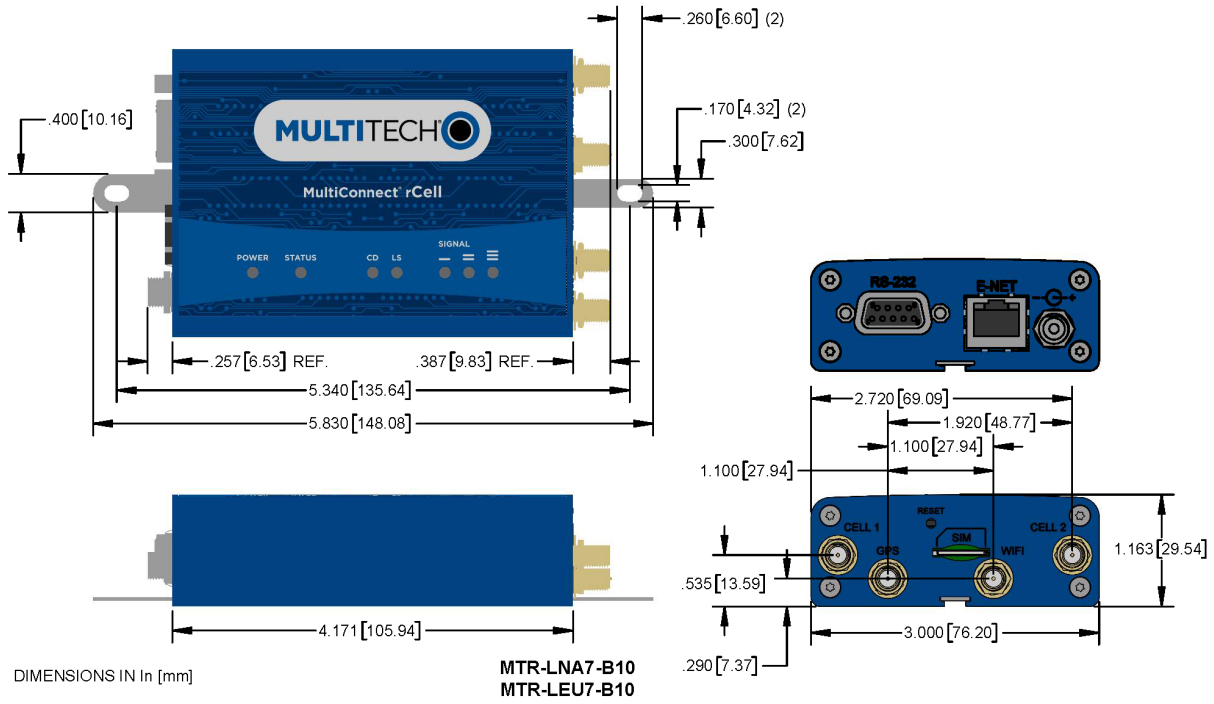 .260[6.60] (2)
.400[10.16]
.170[4.32] (2)
.300[7.62]
MULTITECH
MultiConnect® rCell
SIGNAL
POWER STATUS CD LS
.257[6.53] REF. .387[9.83] REF.
5.340[135.64]
5.830[148.08]
RS-232 E-NET
- +
2.720[69.09]
1.920[48.77]
1.100[27.94]
1.100[27.94]
RESET
CELL 1 SIM CELL 2
GPS WIFI
1.163[29.54]
.535[13.59]
4.171[105.94]
3.000[76.20]
.290[7.37]
DIMENSIONS IN In [mm]
MTR-LNA7-B10
MTR-LEU7-B10